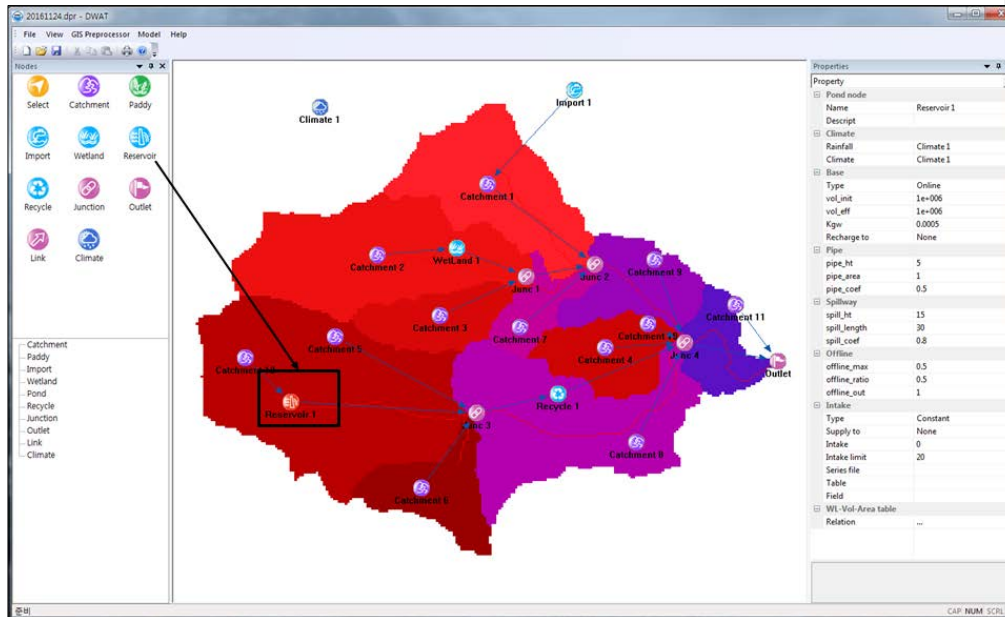 20161124.dpr - DWAT
File View GIS Preprocessor Model Help
Nodes
Select Catchment Paddy
Import Wetland Reservoir
Recycle Junction Outlet
Link Climate
Catchment
Paddy
Import
Wetland
Pond
Recycle
Junction
Outlet
Link
Climate
Climate 1
Import 1
Catchment 1
Catchment 2
WetLand 1
Junc 1
Junc 2
Catchment 9
Catchment 3
Catchment 7
Catchment 11
Catchment 5
Catchment 10
Catchment 4
Junc 4
Outlet
Reservoir 1
Recycle 1
Junc 3
Catchment 8
Catchment 6
Properties
Property
Pond node
Name Reservoir 1
Descript
Climate
Rainfall Climate 1
Climate Climate 1
Base
Type Online
vol_init 1e+006
vol_eff 1e+006
Kgw 0.0005
Recharge to None
Pipe
pipe_ht 5
pipe_area 1
pipe_coef 0.5
Spillway
spill_ht 15
spill_length 30
spill_coef 0.8
Offline
offline_max 0.5
offline_ratio 0.5
offline_out 1
Intake
Type Constant
Supply to None
Intake 0
Intake limit 20
Series file
Table
Field
WL-Vol-Area table
Relation ...
준비
CAP NUM SCRL